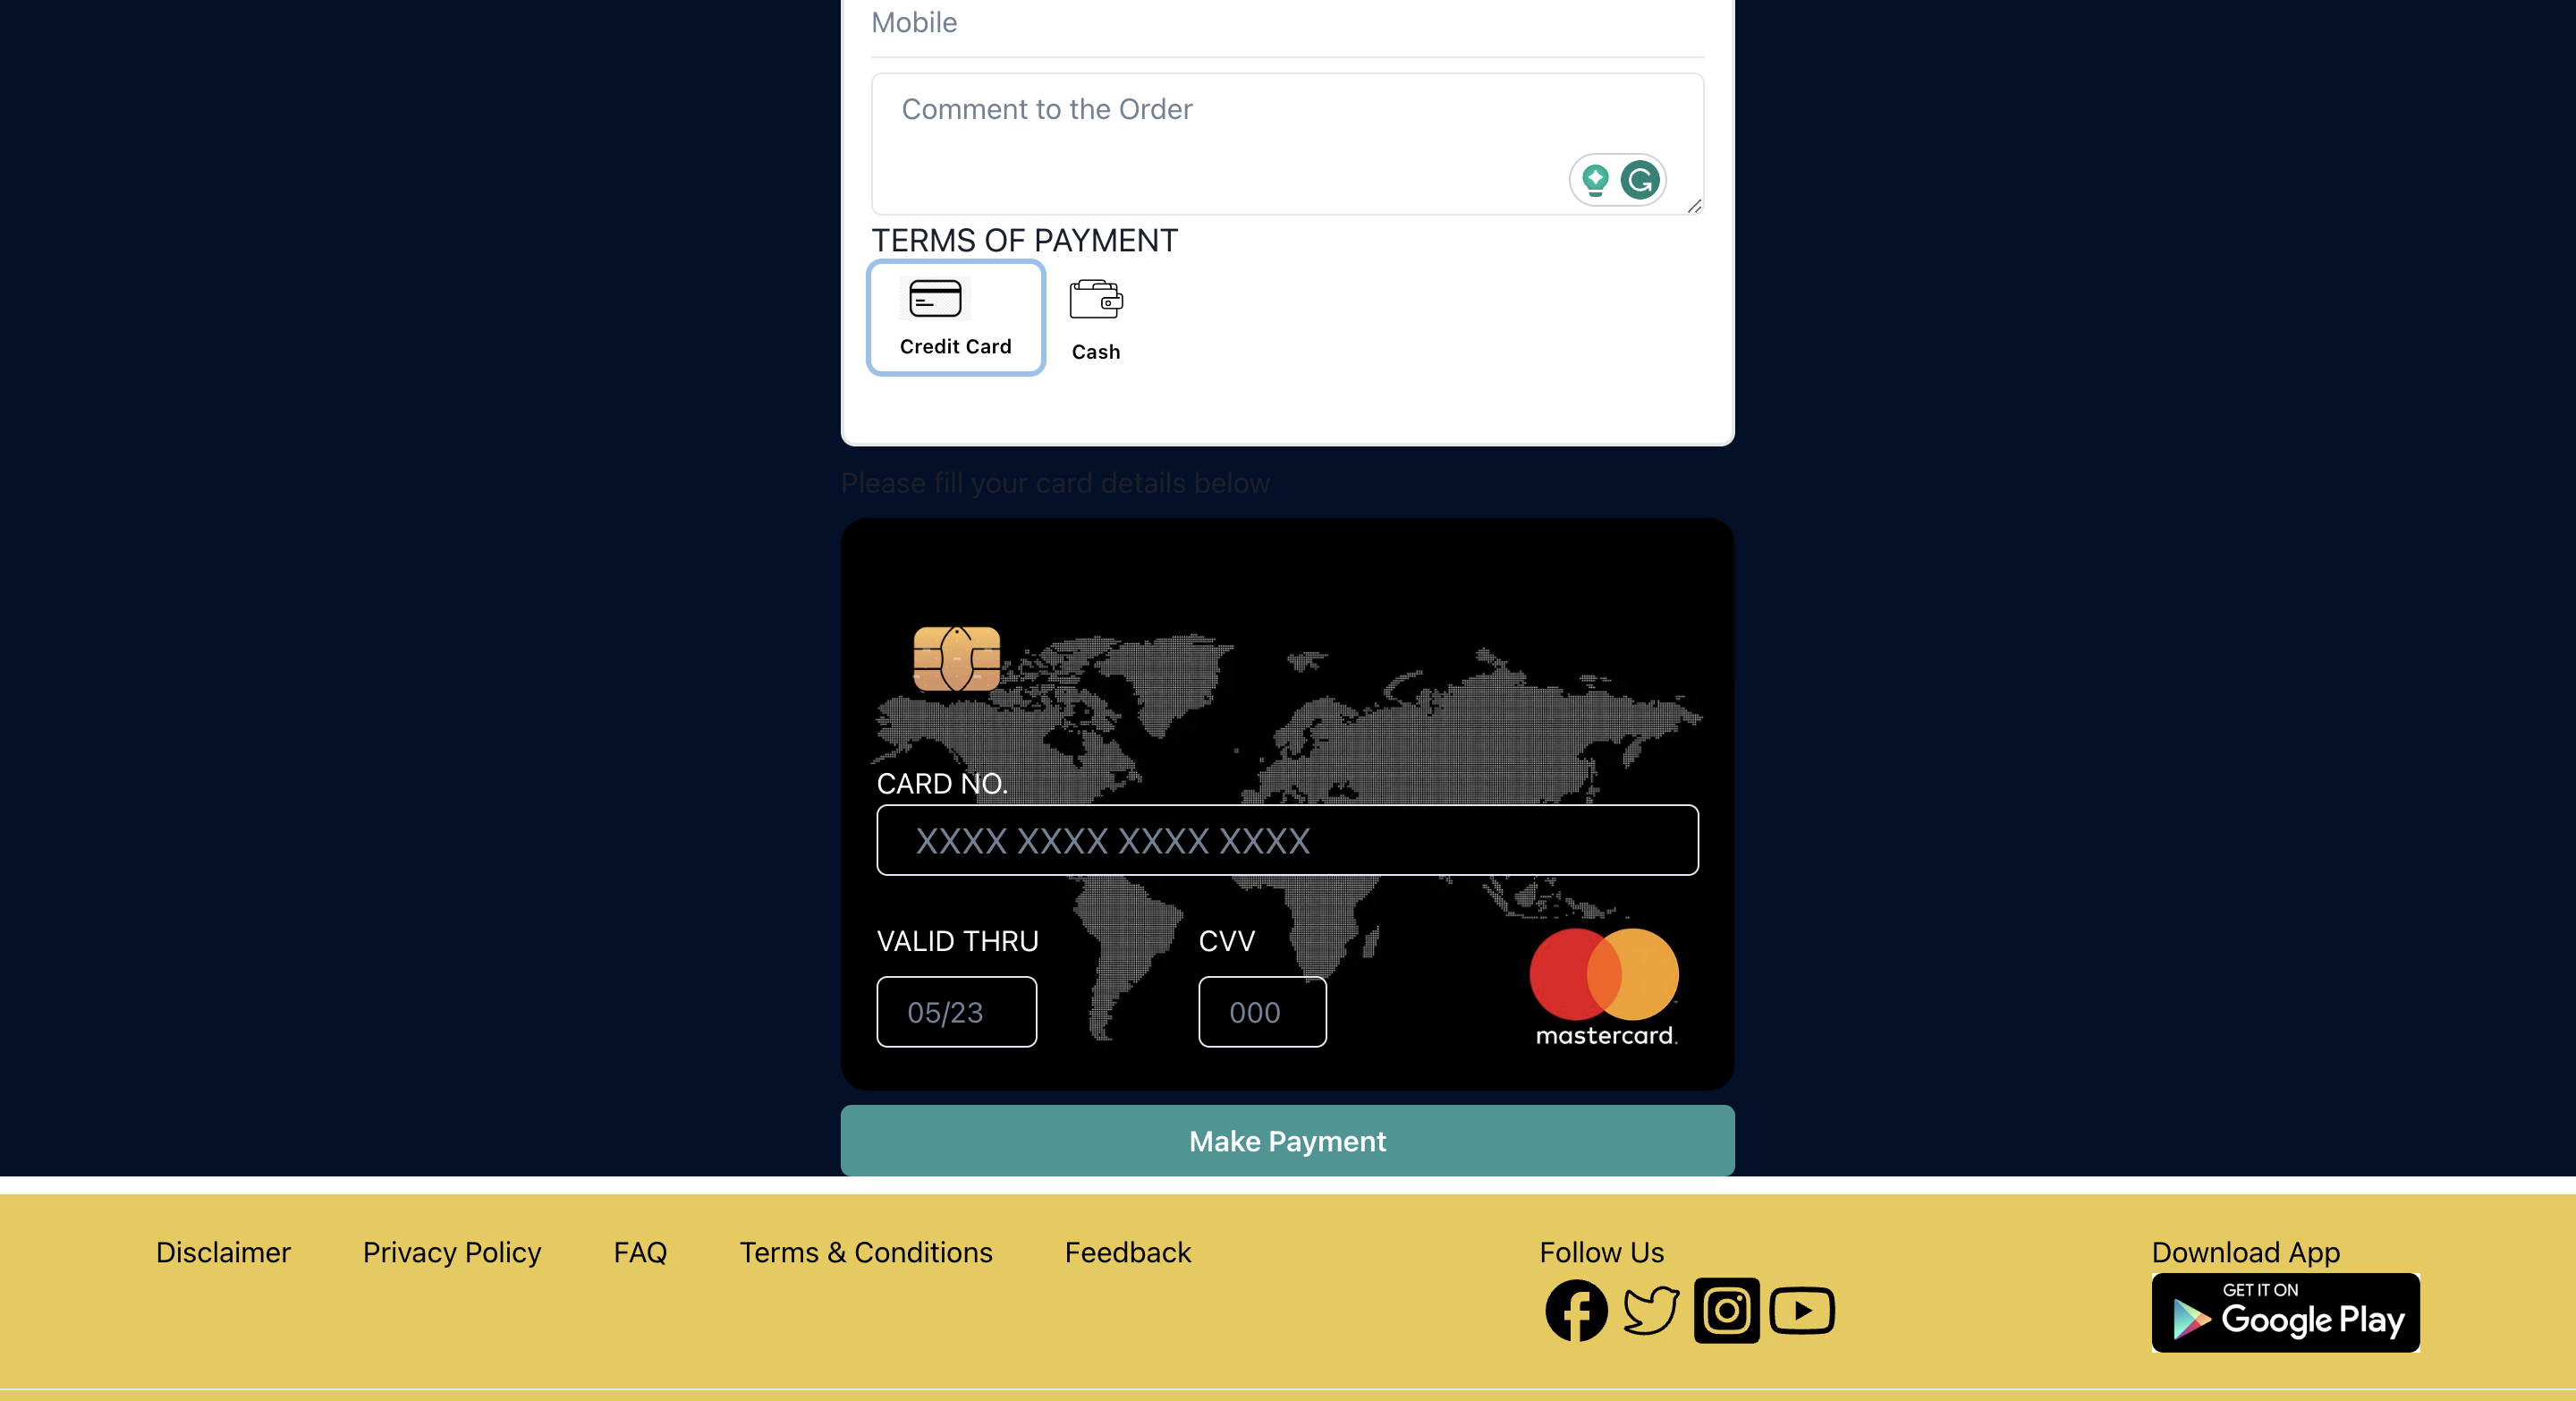 Mobile
Comment to the Order
TERMS OF PAYMENT
Credit Card
Cash
Please fill your card details below
CARD NO.
XXXX XXXX XXXX XXXX
VALID THRU
CVV
05/23
000
mastercard.
Make Payment
Disclaimer
Privacy Policy
FAQ
Terms & Conditions
Feedback
Follow Us
Download App
GET IT ON
Google Play